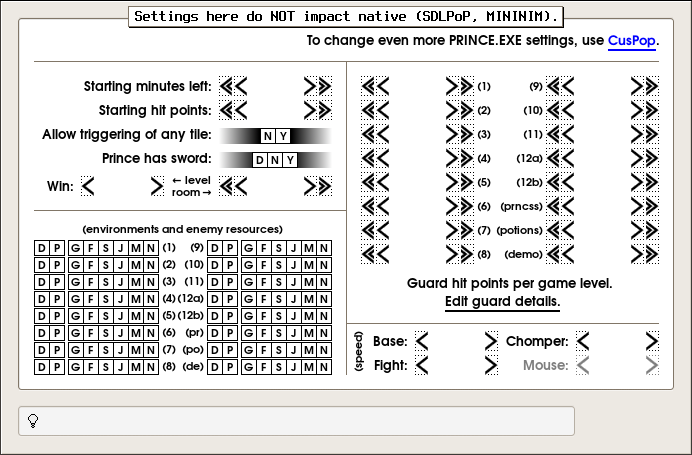 Settings here do NOT impact native (SDLPoP, MININIM).
To change even more PRINCE.EXE settings, use CusPop.
Starting minutes left:
Starting hit points:
Allow triggering of any tile: N Y
Prince has sword: D N Y
Win: ← level
room →
(environments and enemy resources)
D P G F S J M N (1) (9) D P G F S J M N
D P G F S J M N (2) (10) D P G F S J M N
D P G F S J M N (3) (11) D P G F S J M N
D P G F S J M N (4) (12a) D P G F S J M N
D P G F S J M N (5) (12b) D P G F S J M N
D P G F S J M N (6) (pr) D P G F S J M N
D P G F S J M N (7) (po) D P G F S J M N
D P G F S J M N (8) (de) D P G F S J M N
(1) (9)
(2) (10)
(3) (11)
(4) (12a)
(5) (12b)
(6) (prncss)
(7) (potions)
(8) (demo)
Guard hit points per game level.
Edit guard details.
(speed)
Base: Chomper:
Fight: Mouse: